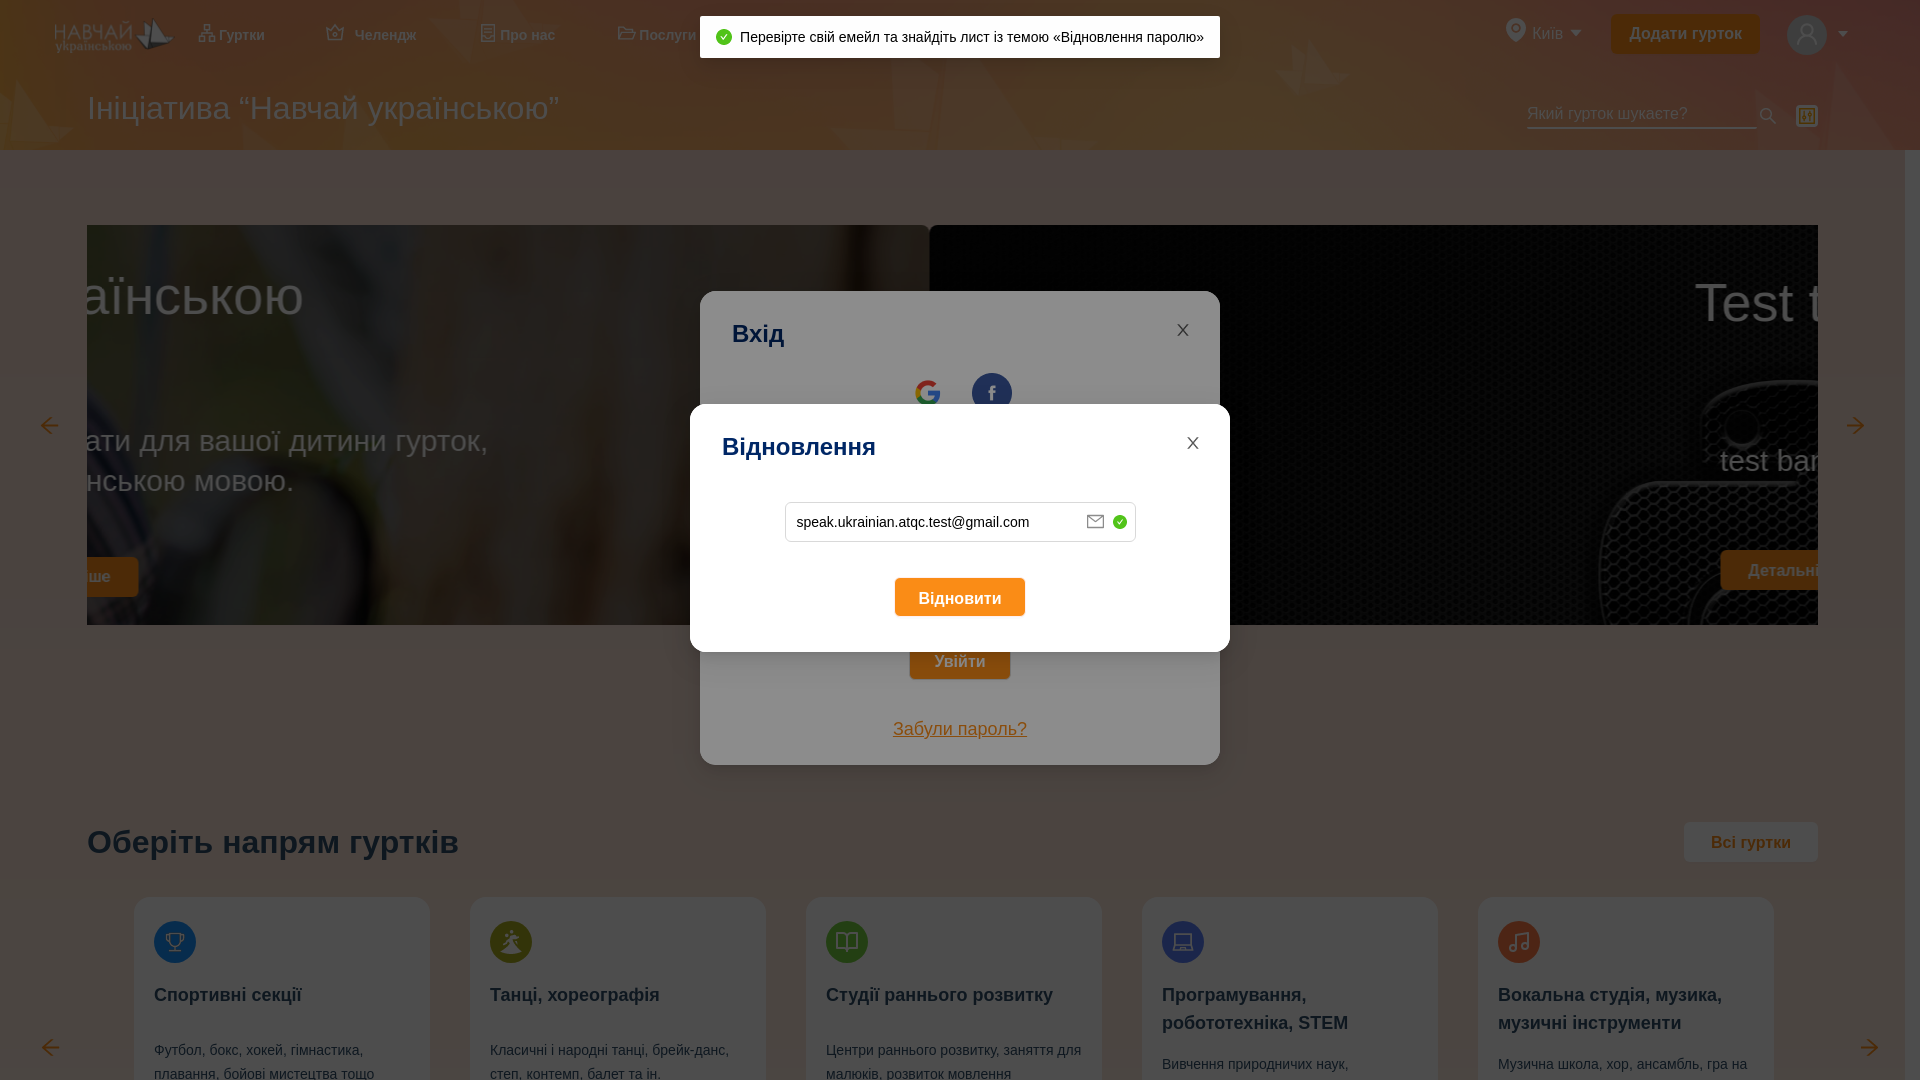 НАВЧАЙ
українською
Гуртки
Челендж
Про нас
Послуги
Перевірте свій емейл та знайдіть лист із темою «Відновлення паролю»
Київ
Додати гурток
Ініціатива “Навчай українською”
Який гурток шукаєте?
аїнською
Test t
ати для вашої дитини гурток,
нською мовою.
test bar
іше
Детальні
Вхід
Відновлення
speak.ukrainian.atqc.test@gmail.com
Відновити
Увійти
Забули пароль?
Оберіть напрям гуртків
Всі гуртки
Спортивні секції
Футбол, бокс, хокей, гімнастика,
плавання, бойові мистецтва тощо
Танці, хореографія
Класичні і народні танці, брейк-данс,
степ, контемп, балет та ін.
Студії раннього розвитку
Центри раннього розвитку, заняття для
малюків, розвиток мовлення
Програмування,
робототехніка, STEM
Вивчення природничих наук,
Вокальна студія, музика,
музичні інструменти
Музична школа, хор, ансамбль, гра на